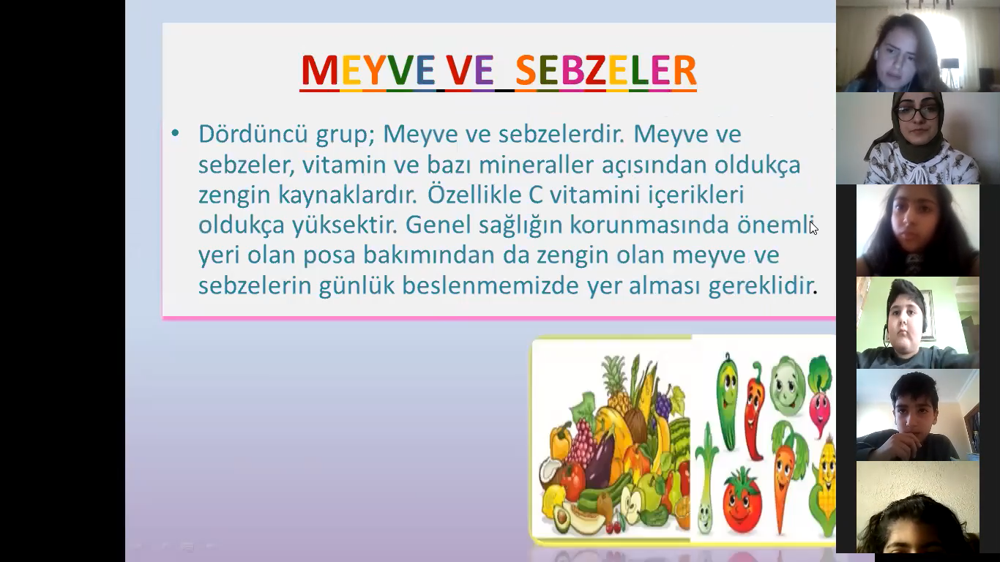 MEYVE VE SEBZELER
• Dördüncü grup; Meyve ve sebzelerdir. Meyve ve
sebzeler, vitamin ve bazı mineraller açısından oldukça
zengin kaynaklardır. Özellikle C vitamini içerikleri
oldukça yüksektir. Genel sağlığın korunmasında önemli
yeri olan posa bakımından da zengin olan meyve ve
sebzelerin günlük beslenmemizde yer alması gereklidir.